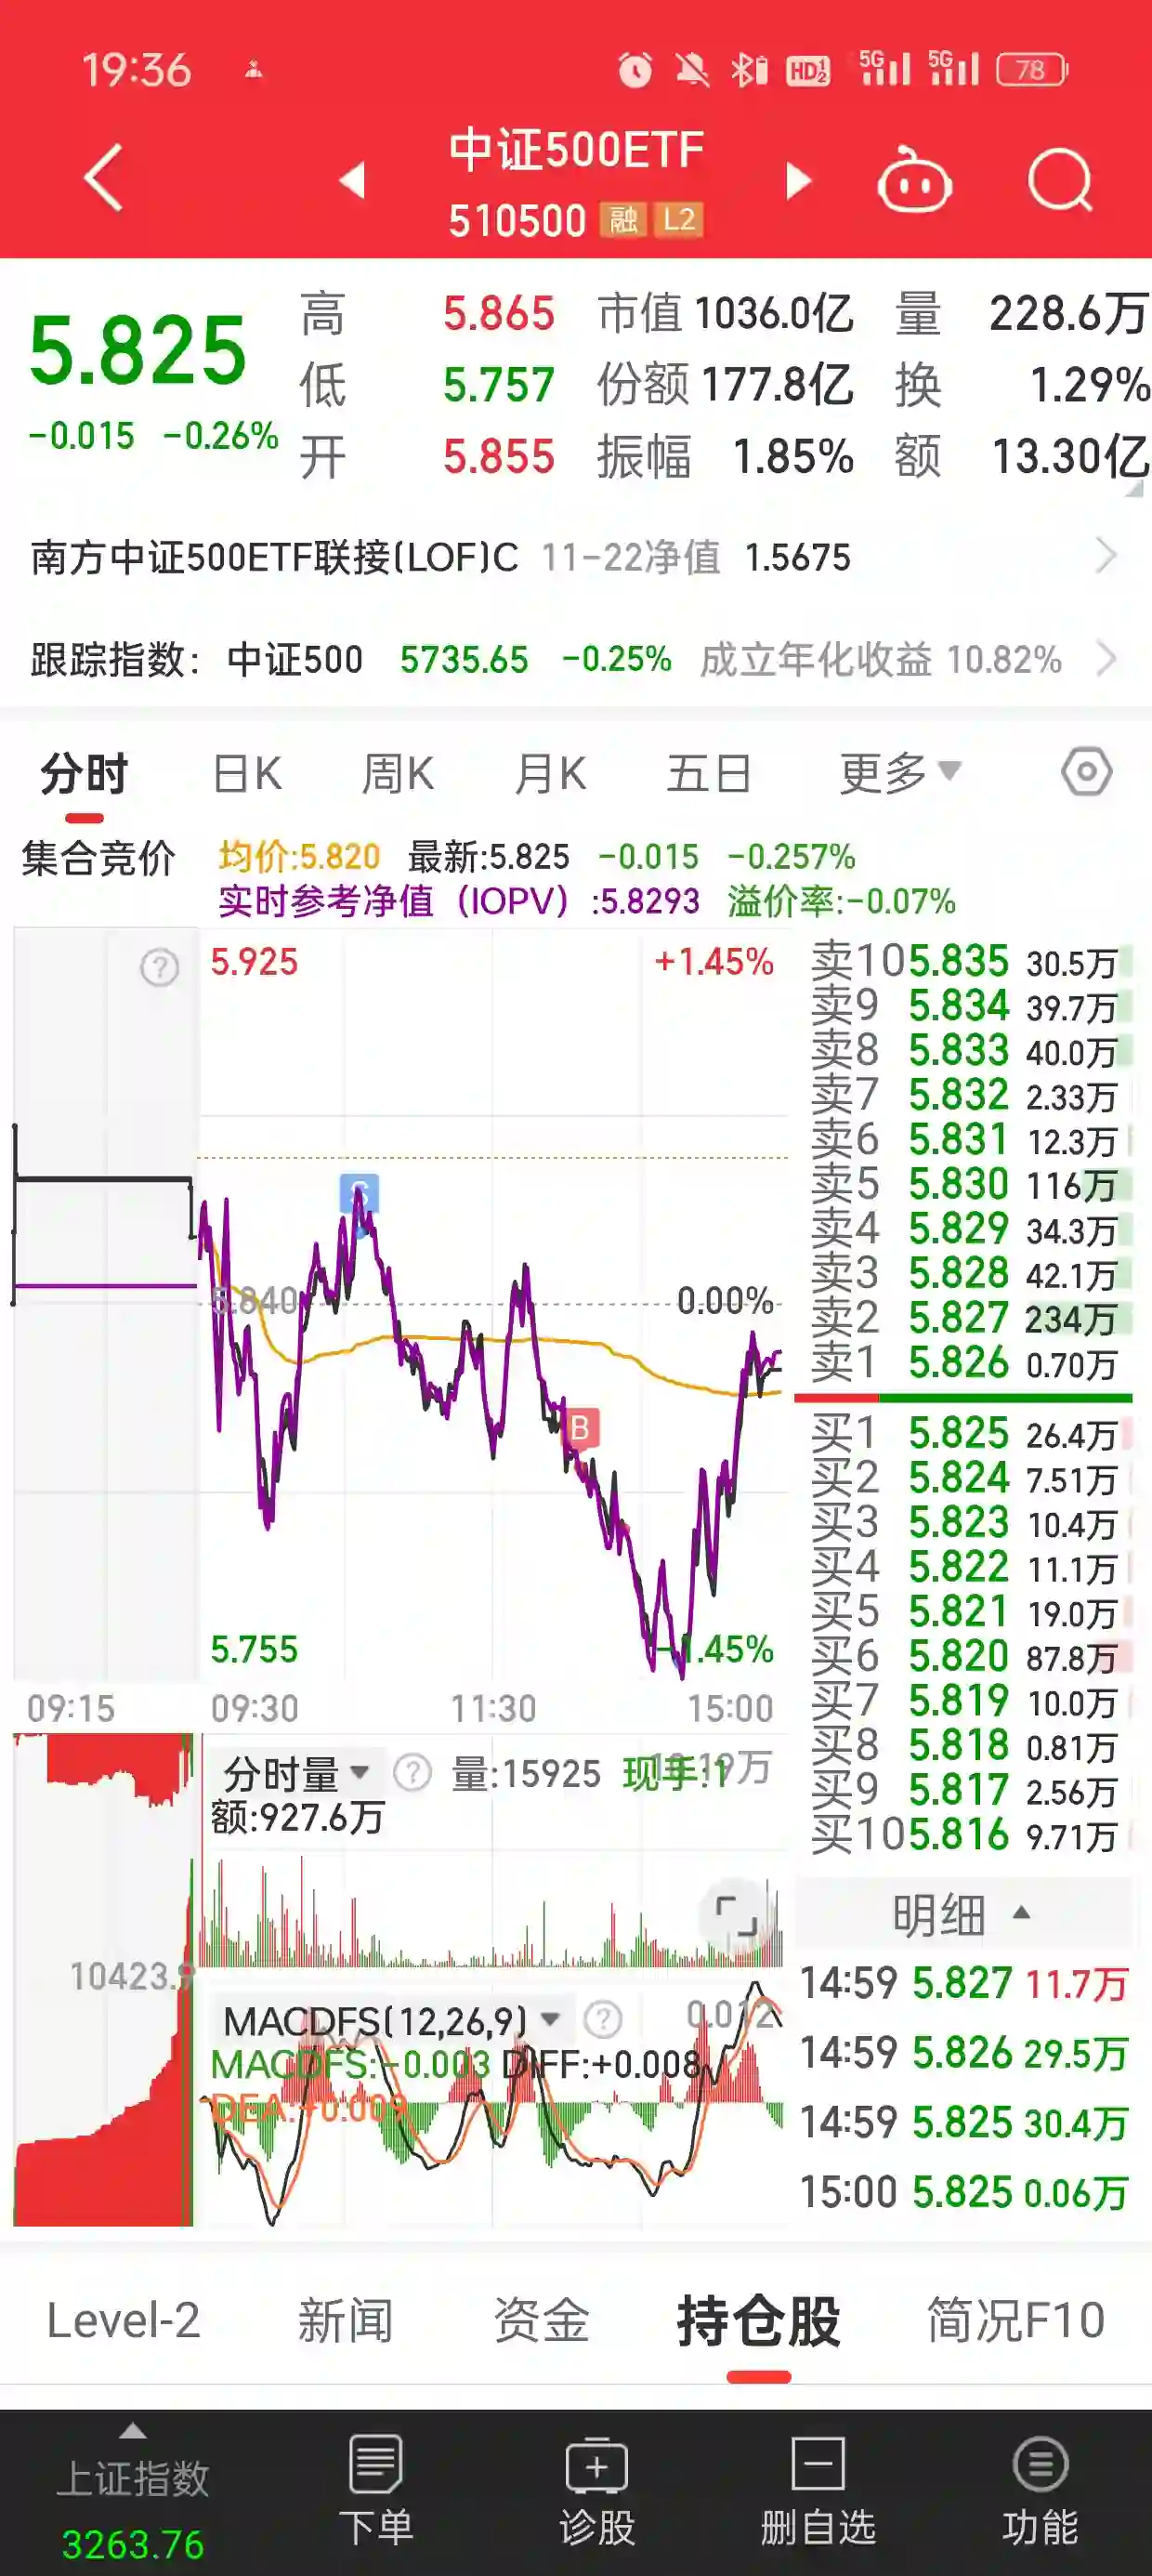 19:36
HD
5G
5G
78
中证500ETF
510500 融 L2
5.825
-0.015 -0.26%
高 5.865 市值 1036.0亿 量 228.6万
低 5.757 份额 177.8亿 换 1.29%
开 5.855 振幅 1.85% 额 13.30亿
南方中证500ETF联接(LOF)C 11-22净值 1.5675
跟踪指数: 中证500 5735.65 -0.25% 成立年化收益 10.82%
分时 日K 周K 月K 五日 更多
集合竞价 均价:5.820 最新:5.825 -0.015 -0.257%
实时参考净值 (IOPV) :5.8293 溢价率:-0.07%
?
5.925 +1.45%
S
5.840 0.00%
B
5.755 -1.45%
09:15 09:30 11:30 15:00
卖10 5.835 30.5万
卖9 5.834 39.7万
卖8 5.833 40.0万
卖7 5.832 2.33万
卖6 5.831 12.3万
卖5 5.830 116万
卖4 5.829 34.3万
卖3 5.828 42.1万
卖2 5.827 234万
卖1 5.826 0.70万
买1 5.825 26.4万
买2 5.824 7.51万
买3 5.823 10.4万
买4 5.822 11.1万
买5 5.821 19.0万
买6 5.820 87.8万
买7 5.819 10.0万
买8 5.818 0.81万
买9 5.817 2.56万
买10 5.816 9.71万
分时量 ? 量:15925 现手:1
额:927.6万
10423.9
MACDFS(12,26,9) ? 0.012
MACDFS:-0.003 DIFF:+0.008
DEA:+0.009
明细
14:59 5.827 11.7万
14:59 5.826 29.5万
14:59 5.825 30.4万
15:00 5.825 0.06万
Level-2 新闻 资金 持仓股 简况F10
上证指数 下单 诊股 删自选 功能
3263.76